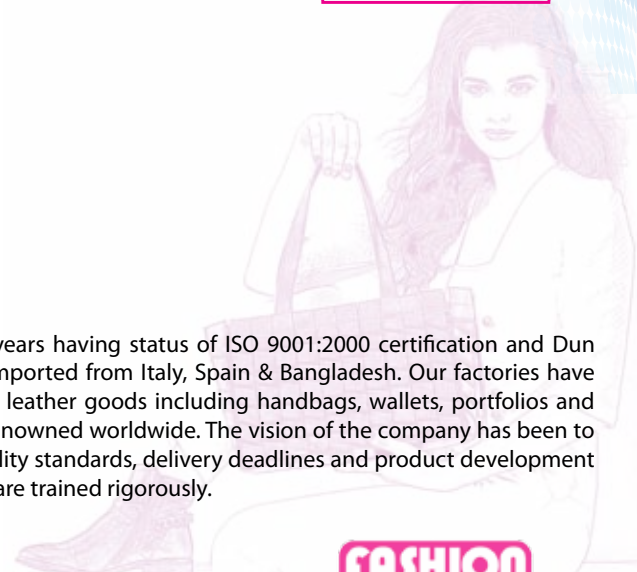 years having status of ISO 9001:2000 certification and Dun
mported from Italy, Spain & Bangladesh. Our factories have
leather goods including handbags, wallets, portfolios and
nowned worldwide. The vision of the company has been to
lity standards, delivery deadlines and product development
are trained rigorously.
FASHION